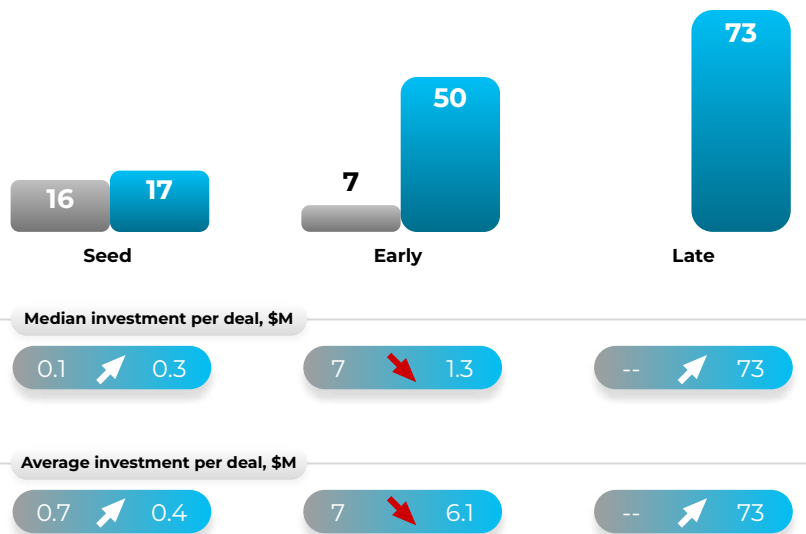 73
50
7
16 17
Seed Early Late
Median investment per deal, $M
0.1 0.3 7 1.3 -- 73
Average investment per deal, $M
0.7 0.4 7 6.1 -- 73